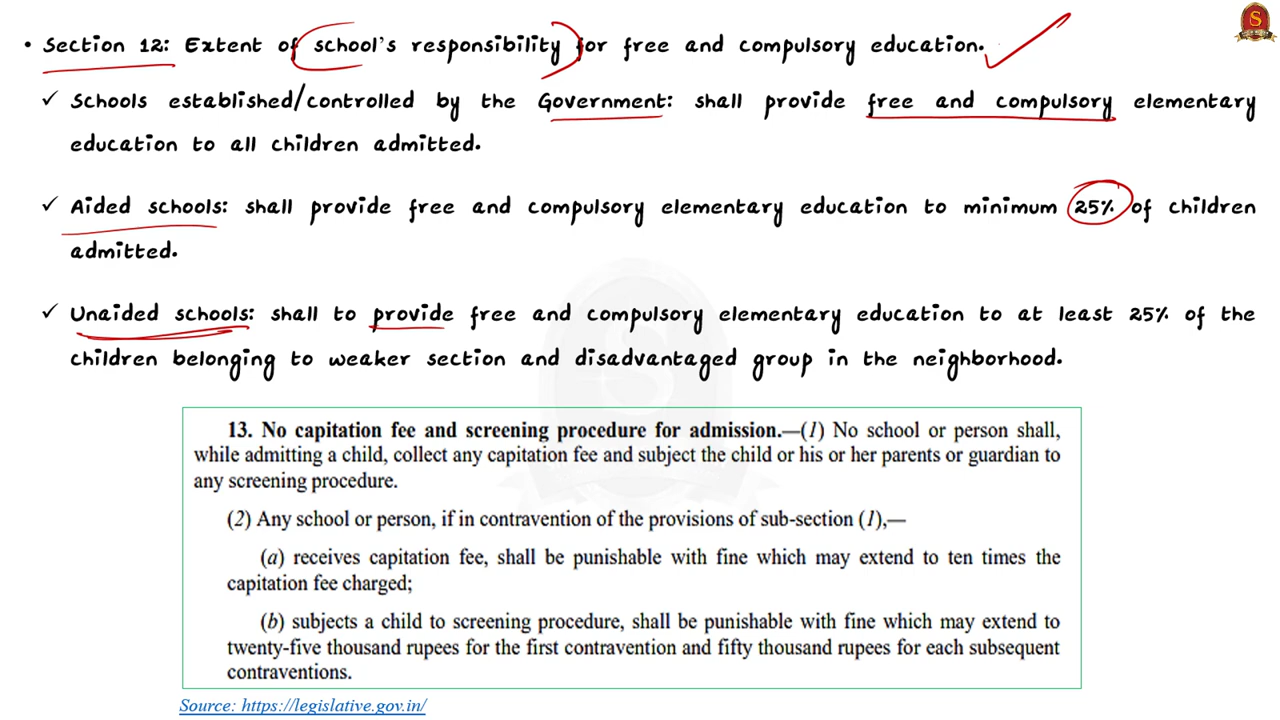 • Section 12: Extent of school's responsibility for free and compulsory education.
✓ Schools established/controlled by the Government: shall provide free and compulsory elementary
education to all children admitted.
✓ Aided schools: shall provide free and compulsory elementary education to minimum 25% of children
admitted.
✓ Unaided schools: shall to provide free and compulsory elementary education to at least 25% of the
children belonging to weaker section and disadvantaged group in the neighborhood.
13. No capitation fee and screening procedure for admission.—(1) No school or person shall,
while admitting a child, collect any capitation fee and subject the child or his or her parents or guardian to
any screening procedure.
(2) Any school or person, if in contravention of the provisions of sub-section (1),—
(a) receives capitation fee, shall be punishable with fine which may extend to ten times the
capitation fee charged;
(b) subjects a child to screening procedure, shall be punishable with fine which may extend to
twenty-five thousand rupees for the first contravention and fifty thousand rupees for each subsequent
contraventions.
Source: https://legislative.gov.in/